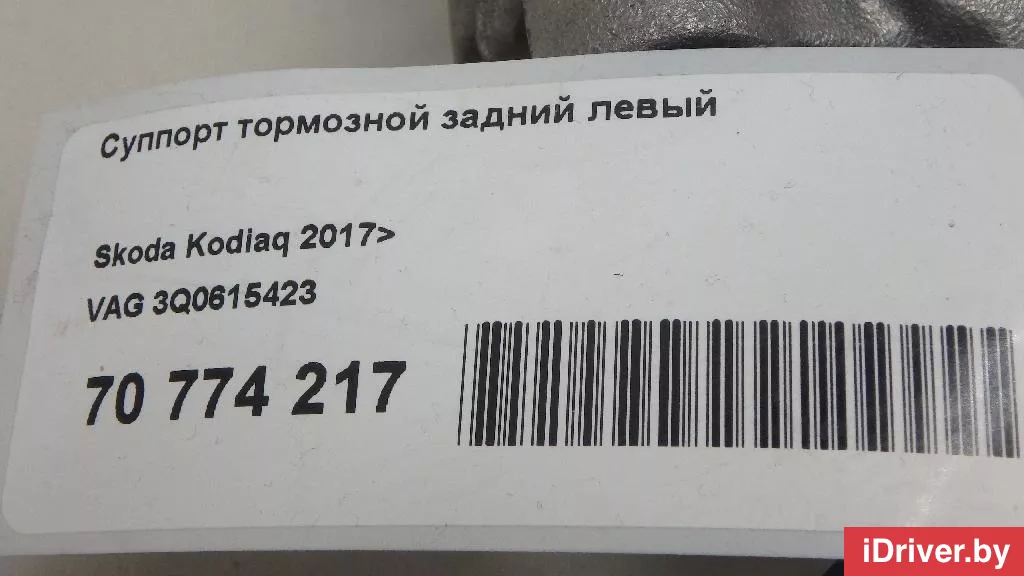 Суппорт тормозной задний левый
Skoda Kodiaq 2017>
VAG 3Q0615423
70 774 217
iDriver.by